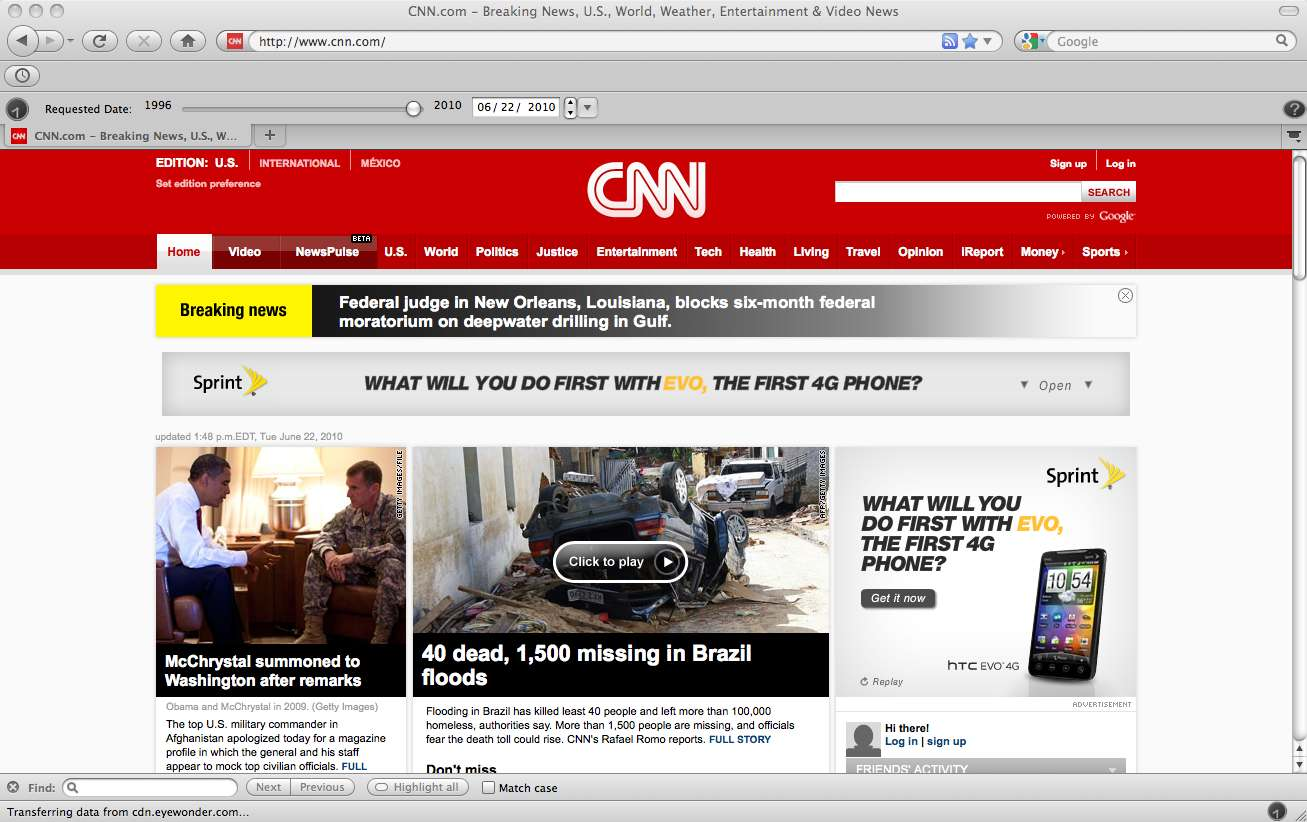 CNN.com – Breaking News, U.S., World, Weather, Entertainment & Video News
CNN http://www.cnn.com/
Google
Requested Date: 1996 2010 06/ 22/ 2010
CNN CNN.com – Breaking News, U.S., W...
EDITION: U.S. INTERNATIONAL MÉXICO
Set edition preference
CNN
Sign up Log in
SEARCH
POWERED BY Google
BETA
Home Video NewsPulse U.S. World Politics Justice Entertainment Tech Health Living Travel Opinion iReport Money Sports
Breaking news
Federal judge in New Orleans, Louisiana, blocks six-month federal
moratorium on deepwater drilling in Gulf.
Sprint WHAT WILL YOU DO FIRST WITH EVO, THE FIRST 4G PHONE? Open
updated 1:48 p.m.EDT, Tue June 22, 2010
GETTY IMAGES/FILE
McChrystal summoned to
Washington after remarks
Obama and McChrystal in 2009. (Getty Images)
The top U.S. military commander in
Afghanistan apologized today for a magazine
profile in which the general and his staff
appear to mock top civilian officials. FULL
AFP/GETTY IMAGES
Click to play
40 dead, 1,500 missing in Brazil
floods
Flooding in Brazil has killed least 40 people and left more than 100,000
homeless, authorities say. More than 1,500 people are missing, and officials
fear the death toll could rise. CNN's Rafael Romo reports. FULL STORY
Don't miss
Sprint
WHAT WILL YOU
DO FIRST WITH EVO,
THE FIRST 4G
PHONE?
Get it now
10 54
hTC EVO 4G
Replay
ADVERTISEMENT
Hi there!
Log in | sign up
FRIENDS' ACTIVITY
Find: Next Previous Highlight all Match case
Transferring data from cdn.eyewonder.com...